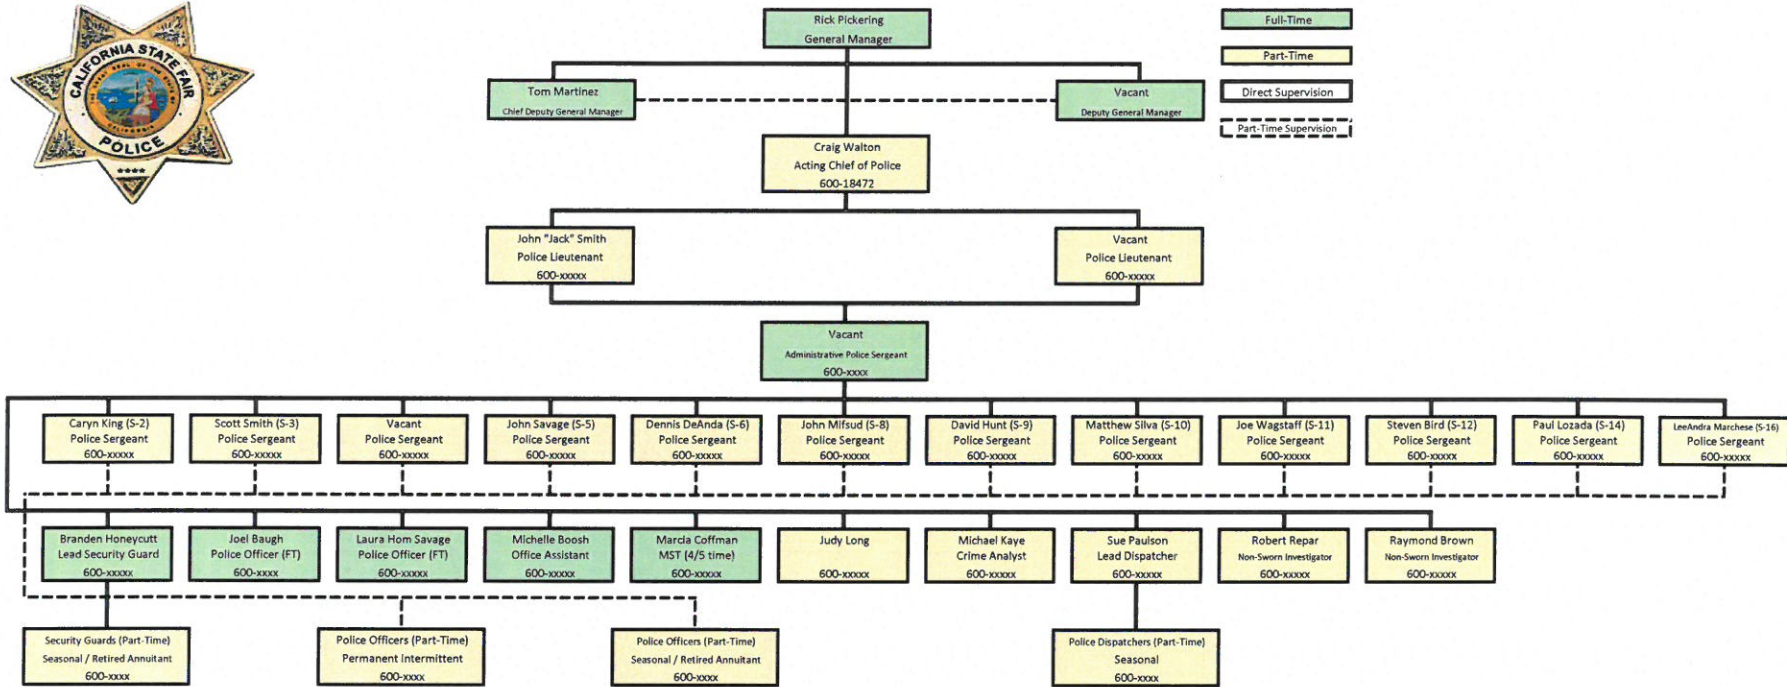 CALIFORNIA STATE FAIR
CALIFORNIA
POLICE
Rick Pickering
General Manager
Full-Time
Part-Time
Direct Supervision
Part-Time Supervision
Tom Martinez
Chief Deputy General Manager
Vacant
Deputy General Manager
Craig Walton
Acting Chief of Police
600-18472
John "Jack" Smith
Police Lieutenant
600-xxxxx
Vacant
Police Lieutenant
600-xxxxx
Vacant
Administrative Police Sergeant
600-xxxx
Caryn King (S-2)
Police Sergeant
600-xxxxx
Scott Smith (S-3)
Police Sergeant
600-xxxxx
Vacant
Police Sergeant
600-xxxxx
John Savage (S-5)
Police Sergeant
600-xxxxx
Dennis DeAnda (S-6)
Police Sergeant
600-xxxxx
John Mifsud (S-8)
Police Sergeant
600-xxxxx
David Hunt (S-9)
Police Sergeant
600-xxxxx
Matthew Silva (S-10)
Police Sergeant
600-xxxxx
Joe Wagstaff (S-11)
Police Sergeant
600-xxxxx
Steven Bird (S-12)
Police Sergeant
600-xxxxx
Paul Lozada (S-14)
Police Sergeant
600-xxxxx
LeeAndra Marchese (S-16)
Police Sergeant
600-xxxxx
Branden Honeycutt
Lead Security Guard
600-xxxxx
Joel Baugh
Police Officer (FT)
600-xxxx
Laura Hom Savage
Police Officer (FT)
600-xxxxx
Michelle Boosh
Office Assistant
600-xxxxx
Marcia Coffman
MST (4/5 time)
600-xxxxx
Judy Long
600-xxxxx
Michael Kaye
Crime Analyst
600-xxxxx
Sue Paulson
Lead Dispatcher
600-xxxxx
Robert Repar
Non-Sworn Investigator
600-xxxxx
Raymond Brown
Non-Sworn Investigator
600-xxxxx
Security Guards (Part-Time)
Seasonal / Retired Annuitant
600-xxxx
Police Officers (Part-Time)
Permanent Intermittent
600-xxxx
Police Officers (Part-Time)
Seasonal / Retired Annuitant
600-xxxx
Police Dispatchers (Part-Time)
Seasonal
600-xxxx